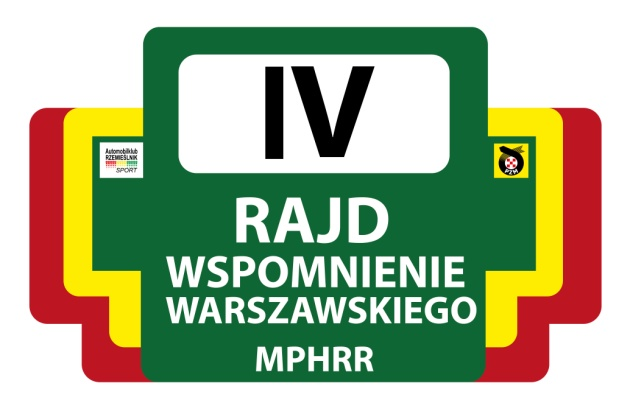 IV
Automobilklub
RZEMIEŚLNIK
SPORT
PZM
RAJD
WSPOMNIENIE
WARSZAWSKIEGO
MPHRR